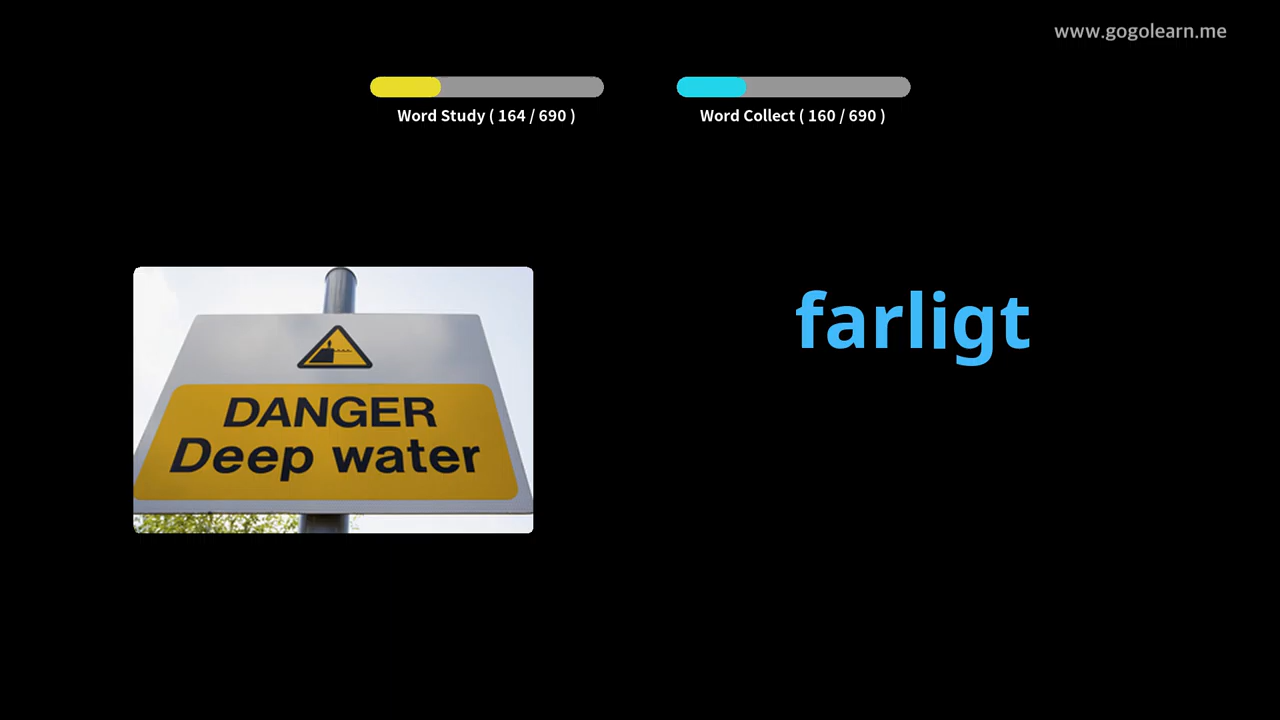 www.gogolearn.me
Word Study ( 164 / 690 )
Word Collect ( 160 / 690 )
DANGER
Deep water
farligt